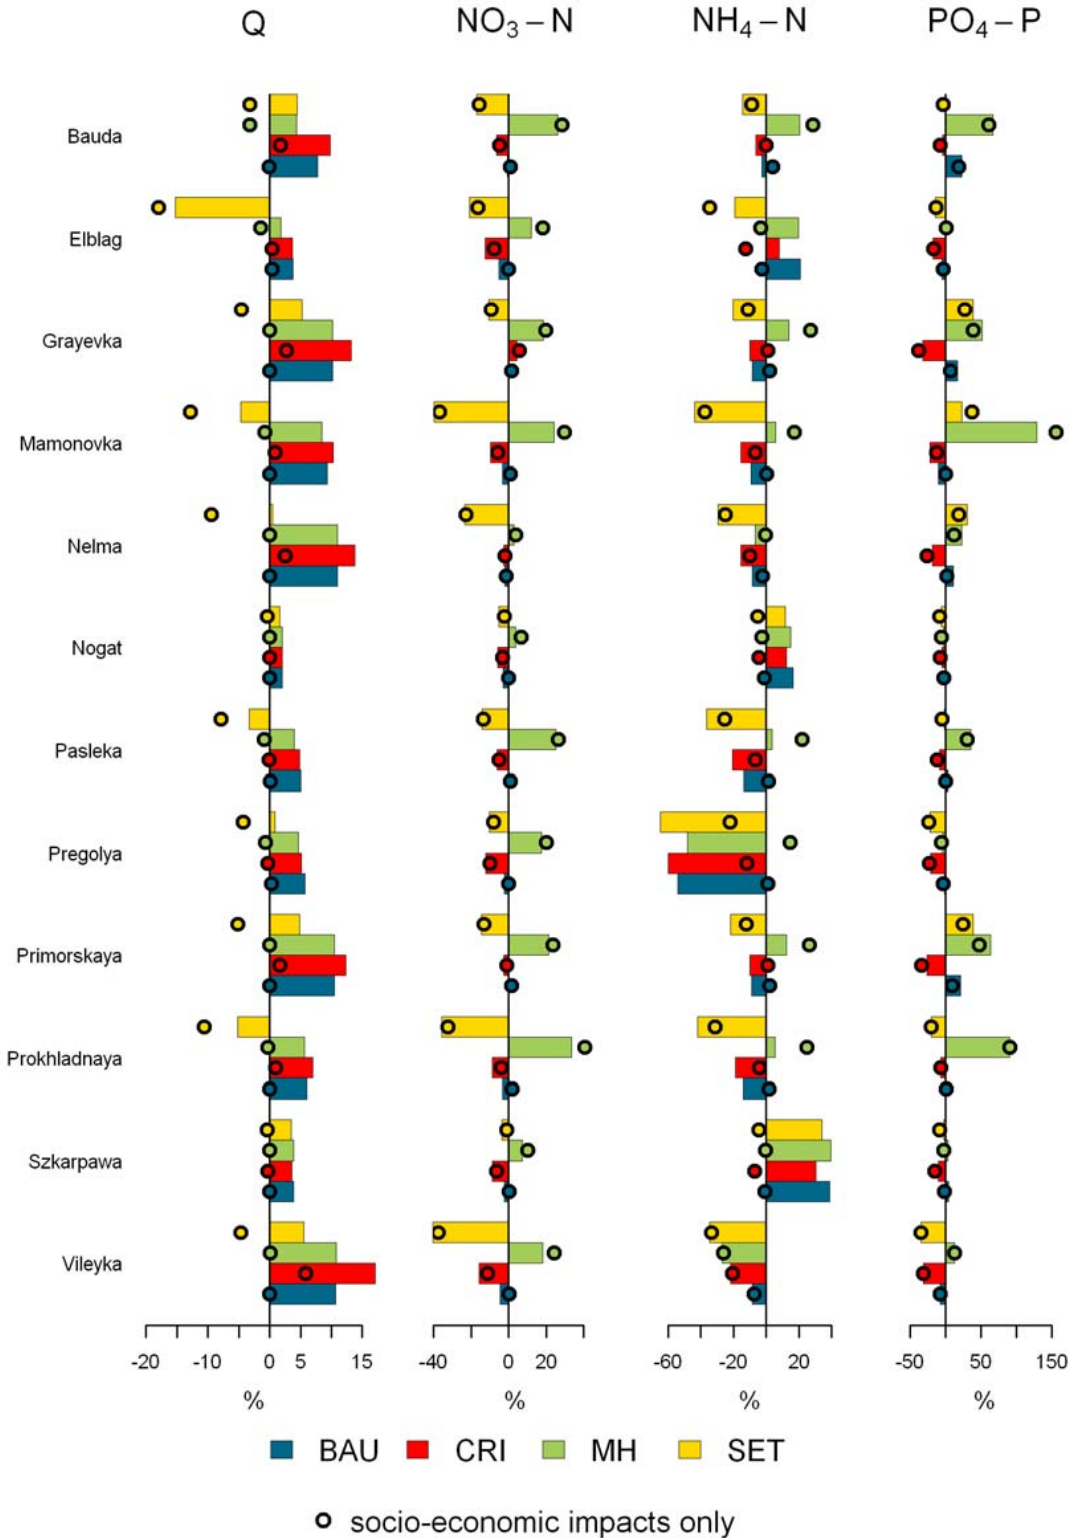 Q NO₃ – N NH₄ – N PO₄ – P
Bauda
Elblag
Grayevka
Mamonovka
Nelma
Nogat
Pasleka
Pregolya
Primorskaya
Prokhladnaya
Szkarpawa
Vileyka
-20 -10 0 5 15 -40 0 20 -60 -20 20 -50 50 150
% % % %
BAU CRI MH SET
socio-economic impacts only